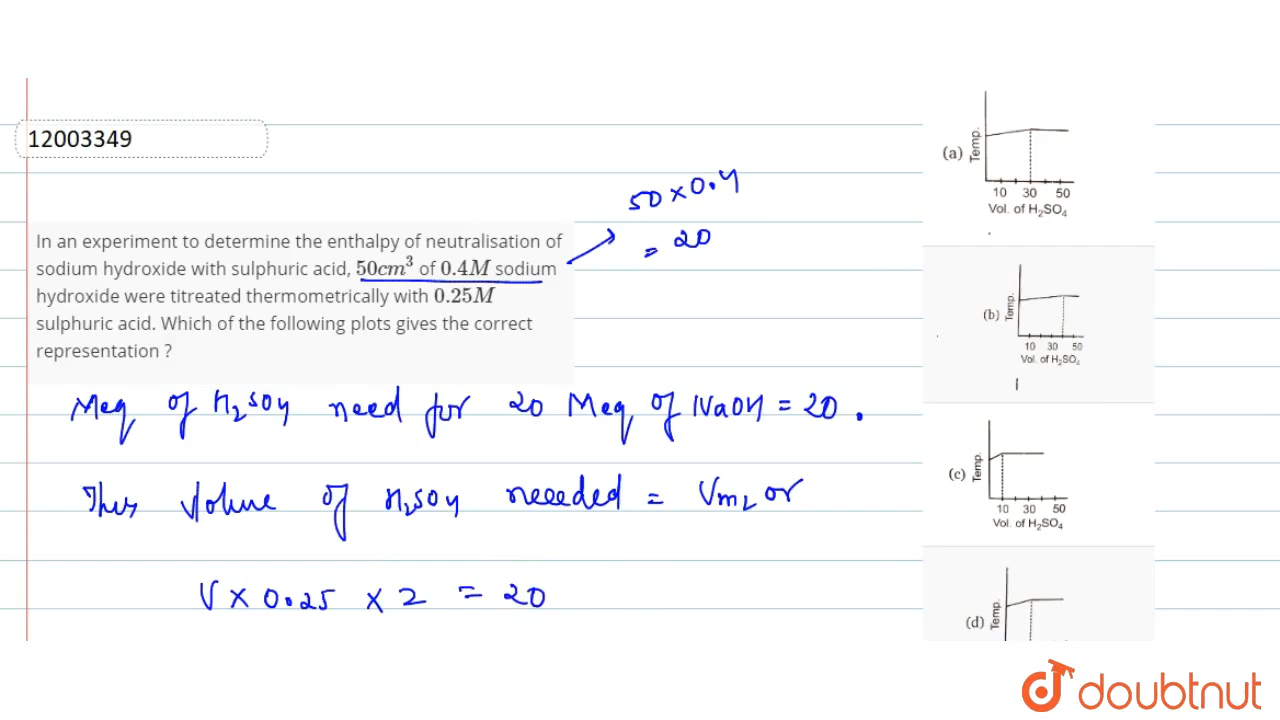 12003349
In an experiment to determine the enthalpy of neutralisation of
sodium hydroxide with sulphuric acid, 50cm³ of 0.4M sodium
hydroxide were titreated thermometrically with 0.25M
sulphuric acid. Which of the following plots gives the correct
representation ?
50 × 0.4
= 20
Meq of H₂SO₄ need for 20 Meq of NaOH = 20.
Thus Volume of H₂SO₄ neeeded = V mL or
V × 0.25 × 2 = 20
(a) Temp.
10 30 50
Vol. of H₂SO₄
(b) Temp.
10 30 50
Vol. of H₂SO₄
(c) Temp.
10 30 50
Vol. of H₂SO₄
(d) Temp.
doubtnut